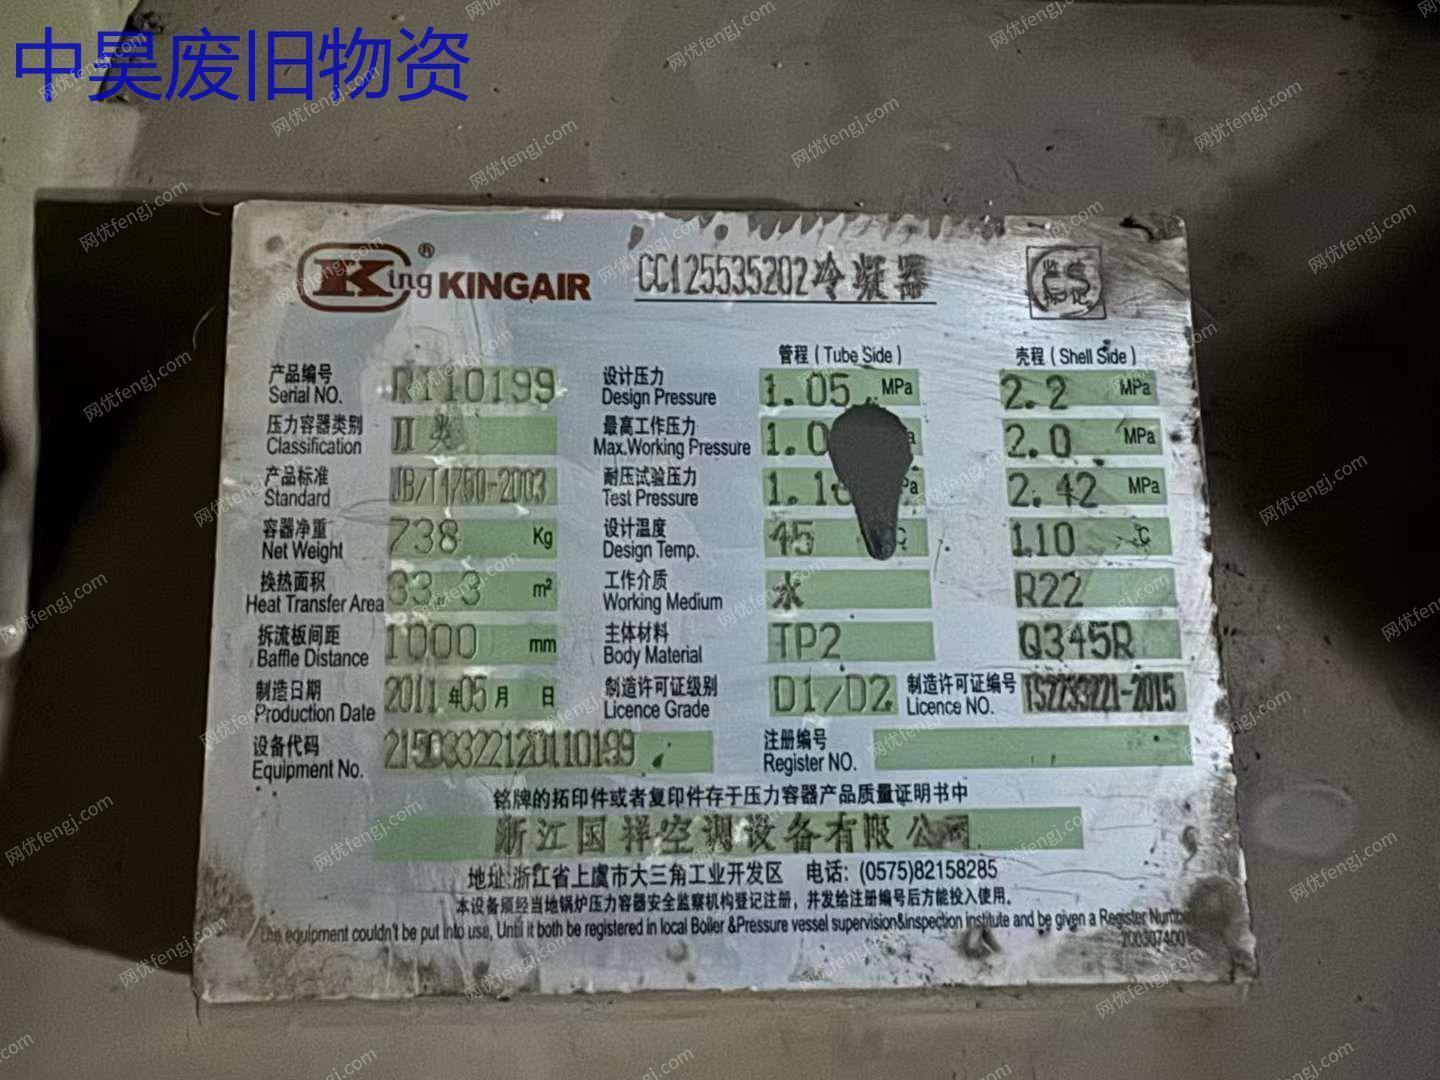 中昊废旧物资
King® KINGAIR CC125535202冷凝器
管程 ( Tube Side ) 壳程 ( Shell Side )
产品编号 R110199 设计压力 1.05 MPa 2.2 MPa
Serial NO. Design Pressure
压力容器类别 II 类 最高工作压力 2.0 MPa
Classification Max.Working Pressure
产品标准 JB/T4750-2003 耐压试验压力 2.42 MPa
Standard Test Pressure
容器净重 738 Kg 设计温度 45 110 ℃
Net Weight Design Temp.
换热面积 33.3 m² 工作介质 水 R22
Heat Transfer Area Working Medium
拆流板间距 1000 mm 主体材料 TP2 Q345R
Baffle Distance Body Material
制造日期 2011 年 05 月 日 制造许可证级别 D1/D2 制造许可证编号 TS2233221-2015
Production Date Licence Grade Licence NO.
设备代码 21503322120110199 注册编号
Equipment No. Register NO.
铭牌的拓印件或者复印件存于压力容器产品质量证明书中
浙江国祥空调设备有限公司
地址:浙江省上虞市大三角工业开发区 电话: (0575)82158285
本设备须经当地锅炉压力容器安全监察机构登记注册，并发给注册编号后方能投入使用。
The equipment couldn't be put into use, Until it both be registered in local Boiler &Pressure vessel supervision&inspection institute and be given a Register Number